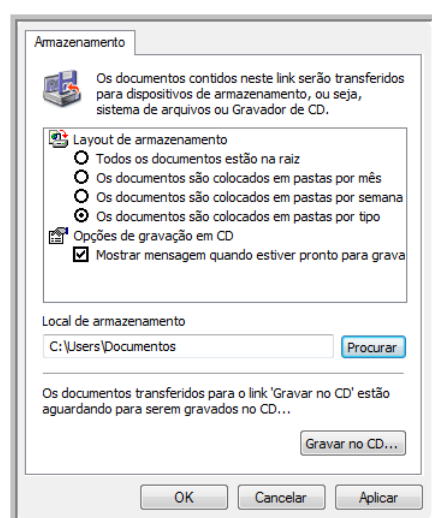 Armazenamento
Os documentos contidos neste link serão transferidos
para dispositivos de armazenamento, ou seja,
sistema de arquivos ou Gravador de CD.
Layout de armazenamento
Todos os documentos estão na raiz
Os documentos são colocados em pastas por mês
Os documentos são colocados em pastas por semana
Os documentos são colocados em pastas por tipo
Opções de gravação em CD
Mostrar mensagem quando estiver pronto para grava
Local de armazenamento
C:\Users\Documentos Procurar
Os documentos transferidos para o link 'Gravar no CD' estão
aguardando para serem gravados no CD...
Gravar no CD...
OK Cancelar Aplicar